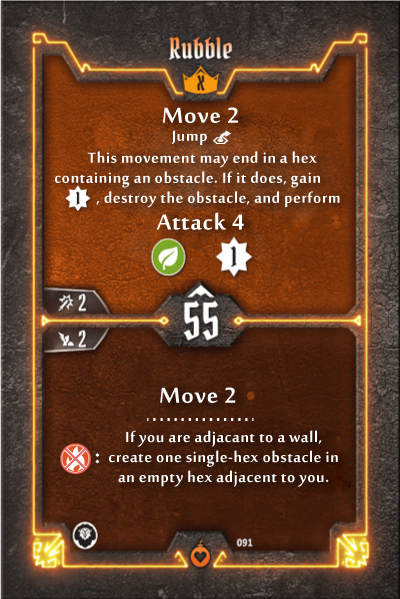 Rubble
X
Move 2
Jump
This movement may end in a hex
containing an obstacle. If it does, gain
1 , destroy the obstacle, and perform
Attack 4
1
2
55
2
Move 2
If you are adjacant to a wall,
: create one single-hex obstacle in
an empty hex adjacent to you.
091